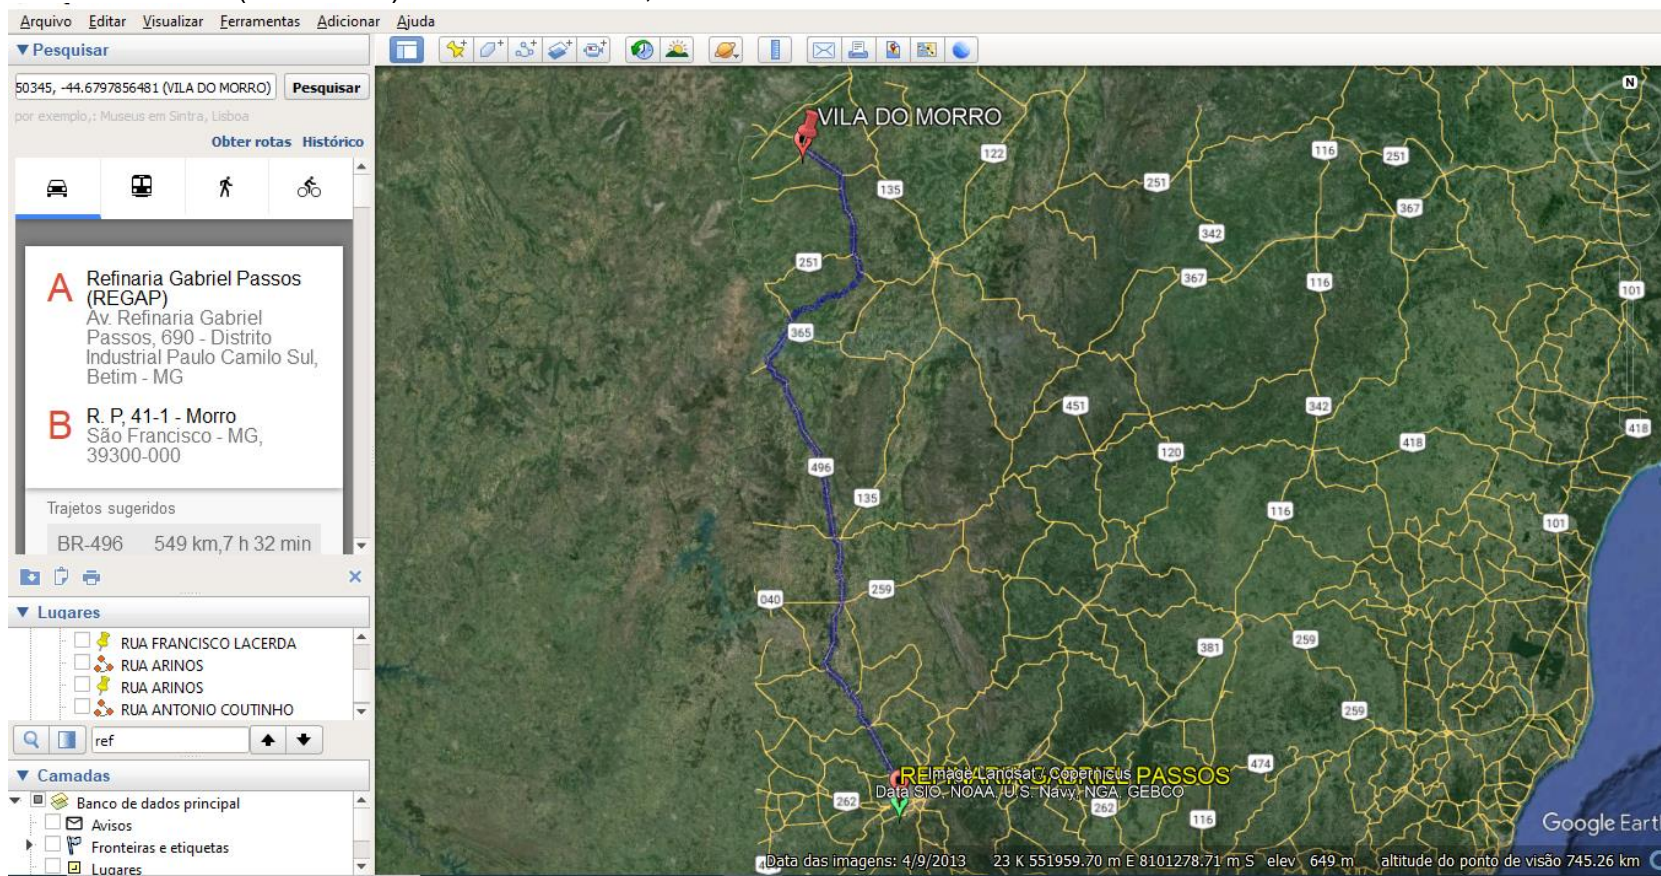 Arquivo Editar Visualizar Ferramentas Adicionar Ajuda
Pesquisar
50345, -44.6797856481 (VILA DO MORRO)
Pesquisar
por exemplo,: Museus em Sintra, Lisboa
Obter rotas Histórico
A Refinaria Gabriel Passos
(REGAP)
Av. Refinaria Gabriel
Passos, 690 - Distrito
Industrial Paulo Camilo Sul,
Betim - MG
B R. P, 41-1 - Morro
São Francisco - MG,
39300-000
Trajetos sugeridos
BR-496 549 km,7 h 32 min
Lugares
RUA FRANCISCO LACERDA
RUA ARINOS
RUA ARINOS
RUA ANTONIO COUTINHO
ref
Camadas
Banco de dados principal
Avisos
Fronteiras e etiquetas
Lugares
N
VILA DO MORRO
122
116
251
135
251
367
342
251
367
116
101
365
451
342
418
418
120
496
135
116
101
259
040
381
259
259
474
REFINARIA GABRIEL PASSOS
Image Landsat / Copernicus
Data SIO, NOAA, U.S. Navy, NGA, GEBCO
262
262
116
Google Eart
Data das imagens: 4/9/2013 23 K 551959.70 m E 8101278.71 m S elev 649 m altitude do ponto de visão 745.26 km